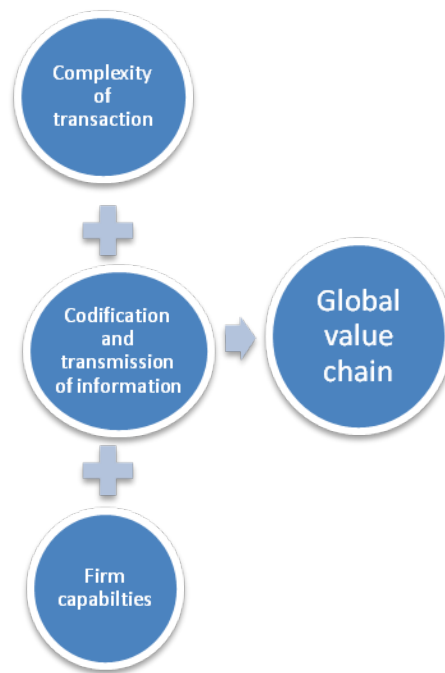 Complexity
of
transaction
Codification
and
transmission
of information
Global
value
chain
Firm
capabilties